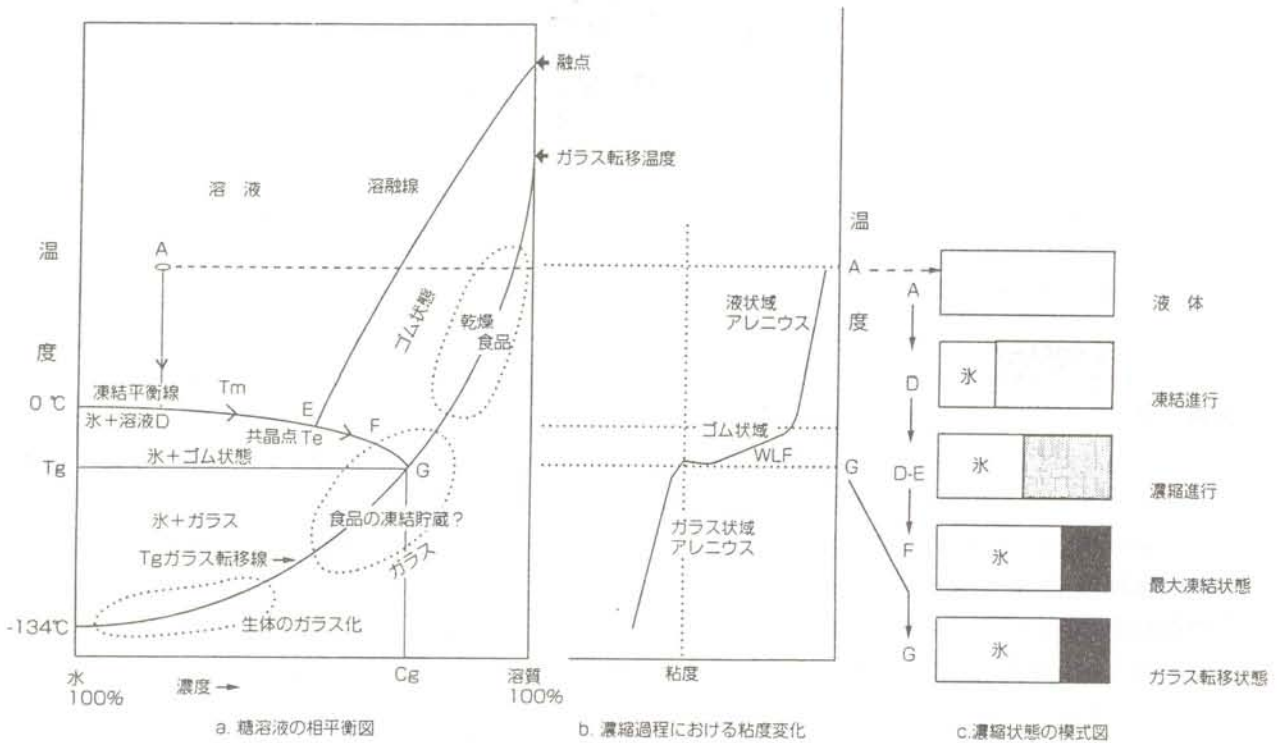 融点
ガラス転移温度
溶 液
溶融線
温
度
A
ゴム状態
乾燥
食品
0℃
凍結平衡線
Tm
氷+溶液D
E
共晶点 Te
F
Tg
氷+ゴム状態
G
氷+ガラス
食品の凍結貯蔵?
Tgガラス転移線
ガラス
-134℃
生体のガラス化
水
100%
濃度
Cg
溶質
100%
a. 糖溶液の相平衡図
温
度
A
液状域
アレニウス
ゴム状域
WLF
G
ガラス状域
アレニウス
粘度
b. 濃縮過程における粘度変化
A
液 体
D
氷
凍結進行
D-E
氷
濃縮進行
F
氷
最大凍結状態
G
氷
ガラス転移状態
c.濃縮状態の模式図